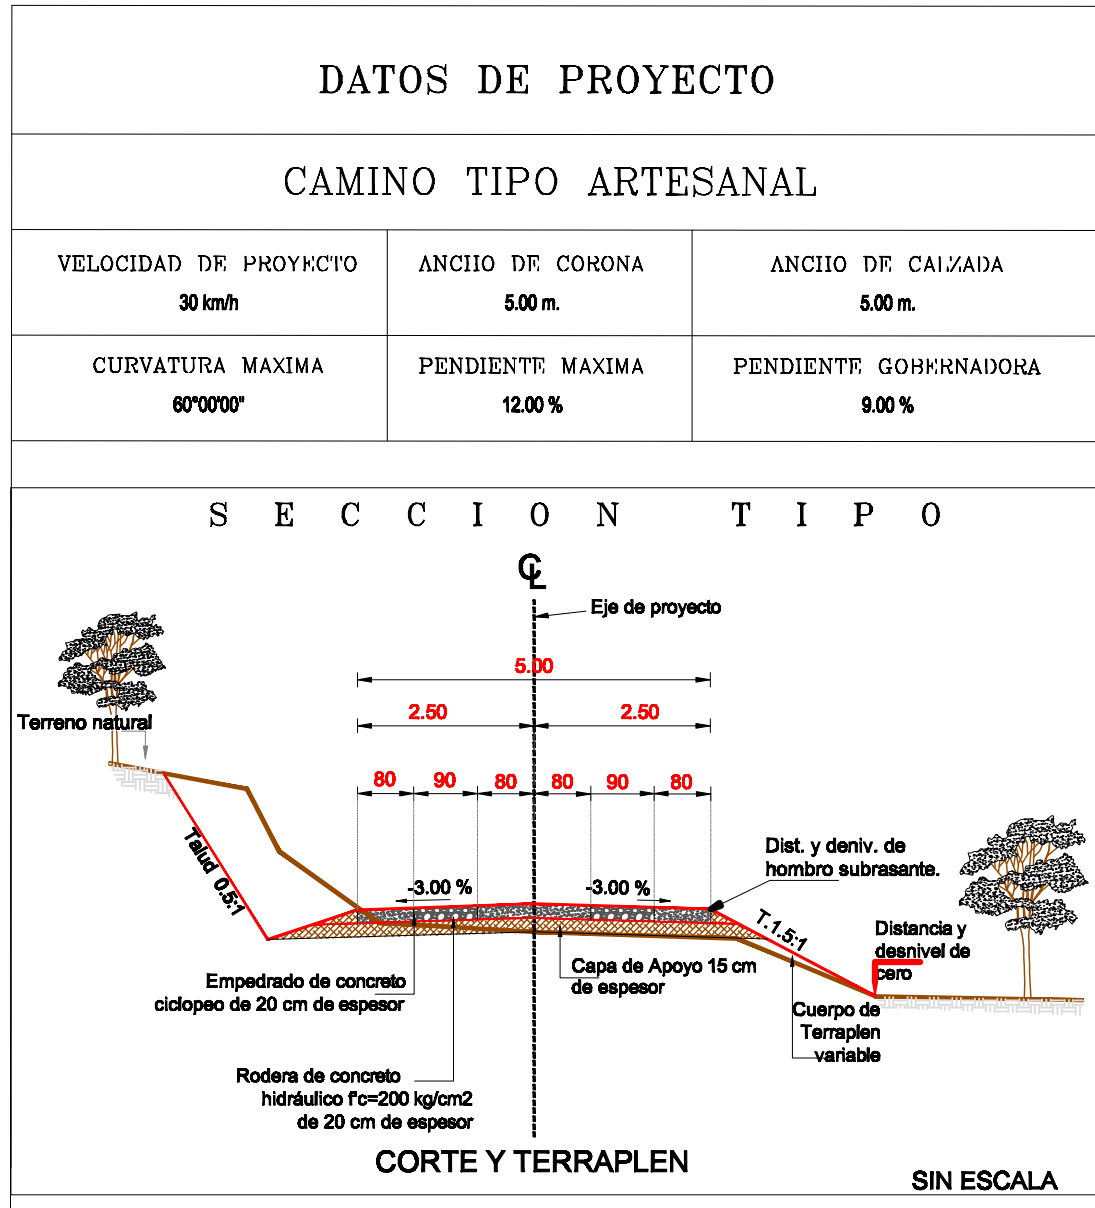 DATOS DE PROYECTO
CAMINO TIPO ARTESANAL
VELOCIDAD DE PROYECTO
30 km/h
ANCHO DE CORONA
5.00 m.
ANCHO DE CALZADA
5.00 m.
CURVATURA MAXIMA
60°00'00"
PENDIENTE MAXIMA
12.00 %
PENDIENTE GOBERNADORA
9.00 %
SECCION TIPO
CL
Eje de proyecto
5.00
2.50 2.50
Terreno natural
80 90 80 80 90 80
Talud 0.5:1
-3.00 % -3.00 %
Dist. y deniv. de
hombro subrasante.
T.1.5:1
Distancia y
desnivel de
cero
Empedrado de concreto
ciclopeo de 20 cm de espesor
Capa de Apoyo 15 cm
de espesor
Cuerpo de
Terraplen
variable
Rodera de concreto
hidráulico f'c=200 kg/cm2
de 20 cm de espesor
CORTE Y TERRAPLEN
SIN ESCALA